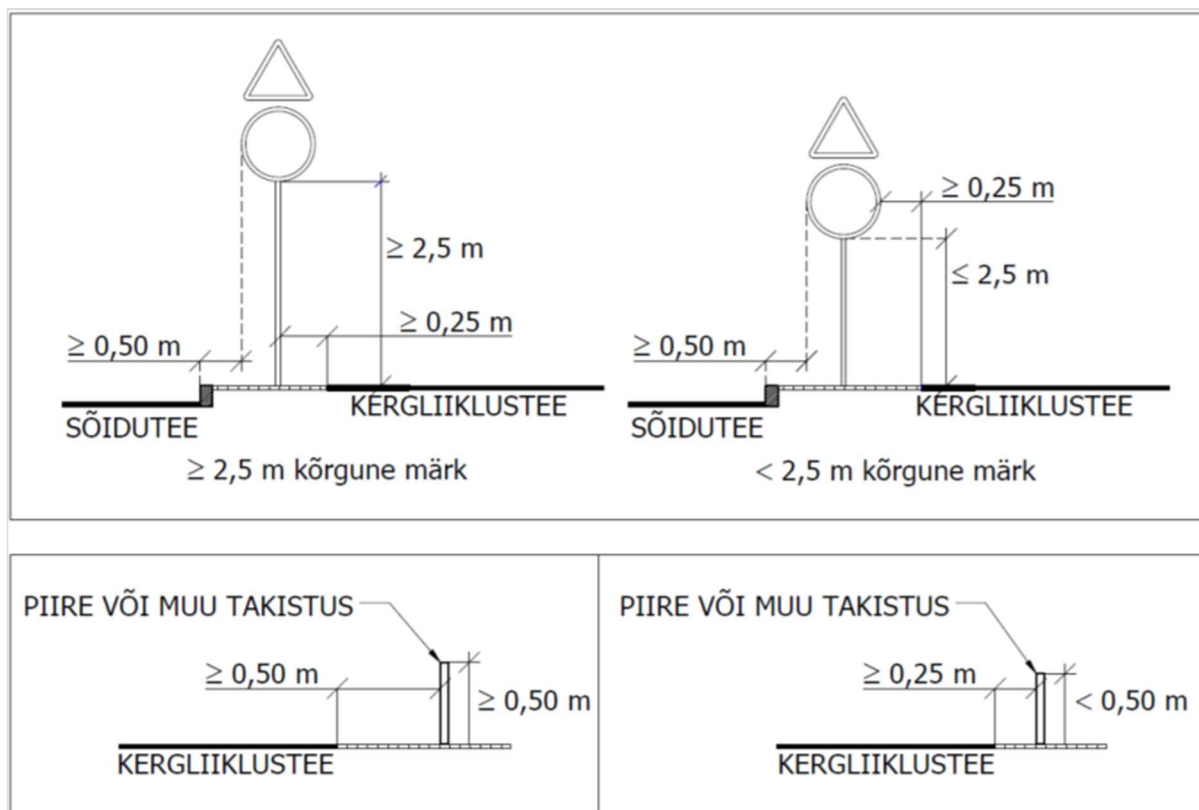 ≥ 2,5 m
≥ 0,25 m
≥ 0,50 m
KERGLIIKLUSTEE
SÕIDUTEE
≥ 2,5 m kõrgune märk
≥ 0,25 m
≤ 2,5 m
≥ 0,50 m
KERGLIIKLUSTEE
SÕIDUTEE
< 2,5 m kõrgune märk
PIIRE VÕI MUU TAKISTUS
≥ 0,50 m
≥ 0,50 m
KERGLIIKLUSTEE
PIIRE VÕI MUU TAKISTUS
≥ 0,25 m
< 0,50 m
KERGLIIKLUSTEE